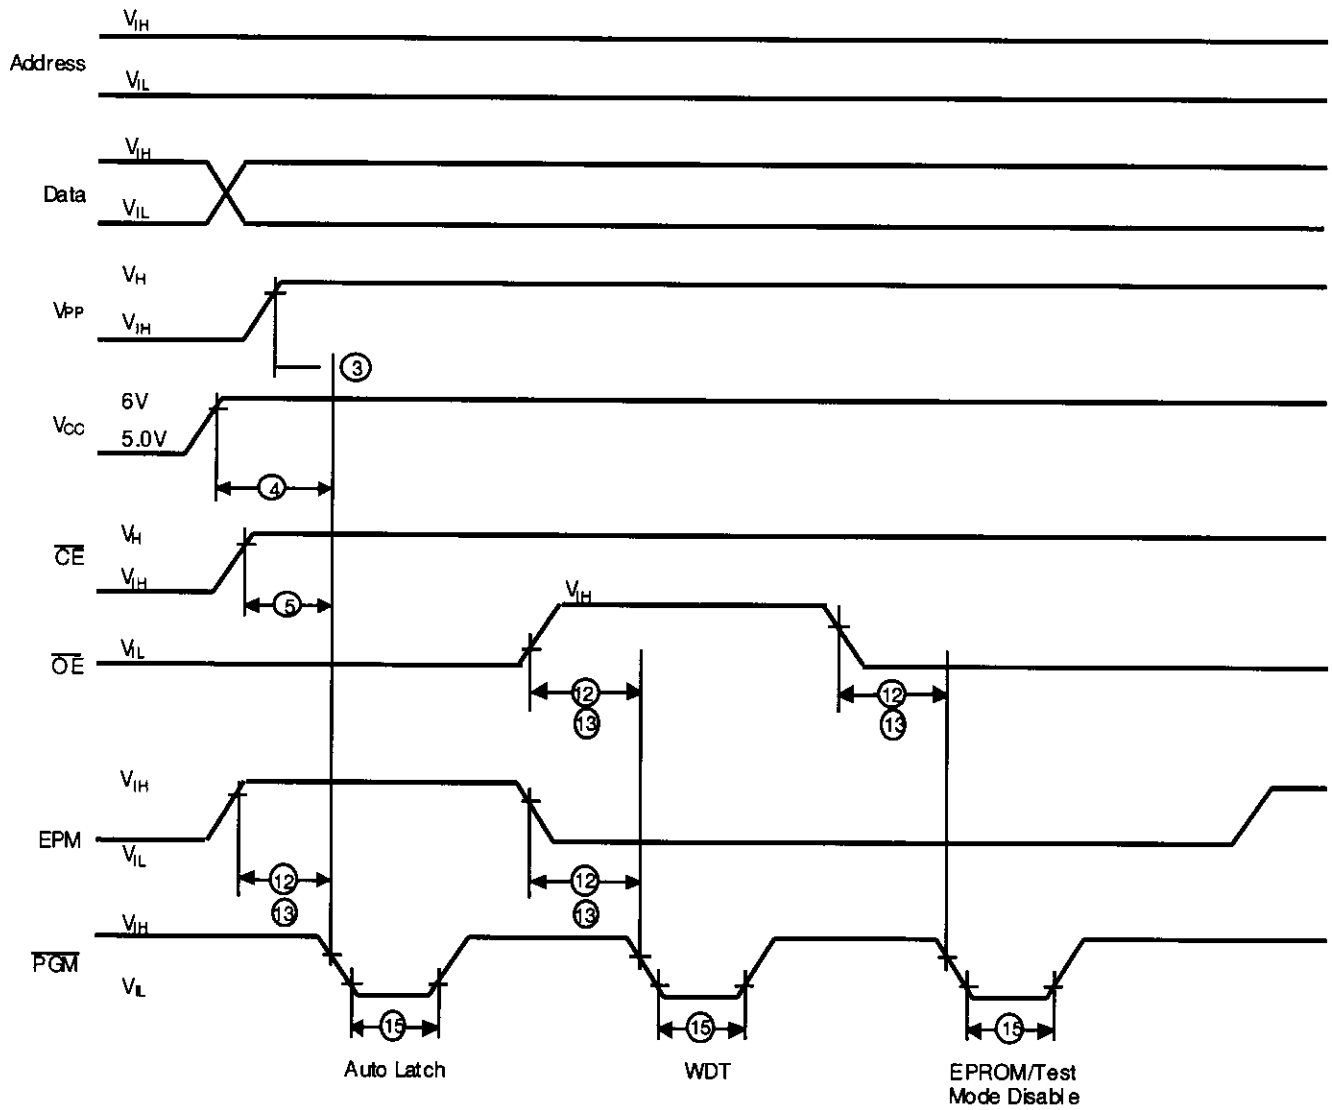 VIH
Address
VIL
VIH
Data
VIL
VH
VPP
VIH
3
6V
VCC
5.0V
4
VH
CE
VIH
5
VIH
VIL
OE
12
12
13
13
VIH
EPM
VIL
12
12
13
13
VIH
PGM
VIL
15
15
15
Auto Latch
WDT
EPROM/Test
Mode Disable